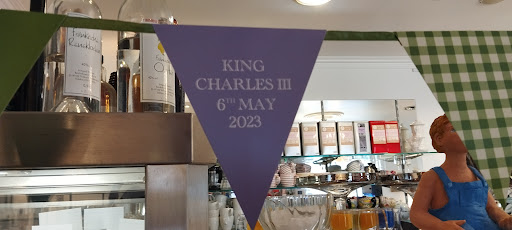 KING
CHARLES III
6TH MAY
2023